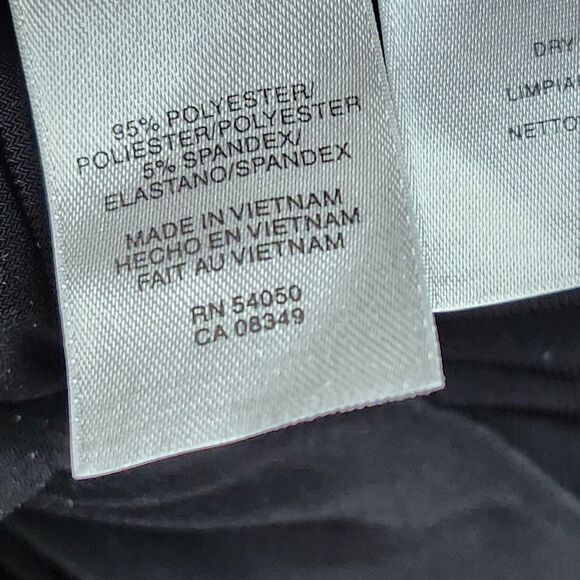 95% POLYESTER/
POLIESTER/POLYESTER
5% SPANDEX/
ELASTANO/SPANDEX
MADE IN VIETNAM
HECHO EN VIETNAM
FAIT AU VIETNAM
RN 54050
CA 08349
DRY
LIMPIA
NETTO